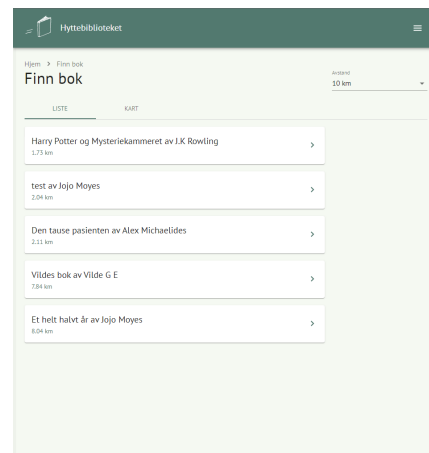 Hyttebiblioteket
Hjem > Finn bok
Finn bok
Avstand
10 km
LISTE KART
Harry Potter og Mysteriekammeret av J.K Rowling
1.73 km
test av Jojo Moyes
2.04 km
Den tause pasienten av Alex Michaelides
2.11 km
Vildes bok av Vilde G E
7.84 km
Et helt halvt år av Jojo Moyes
8.04 km